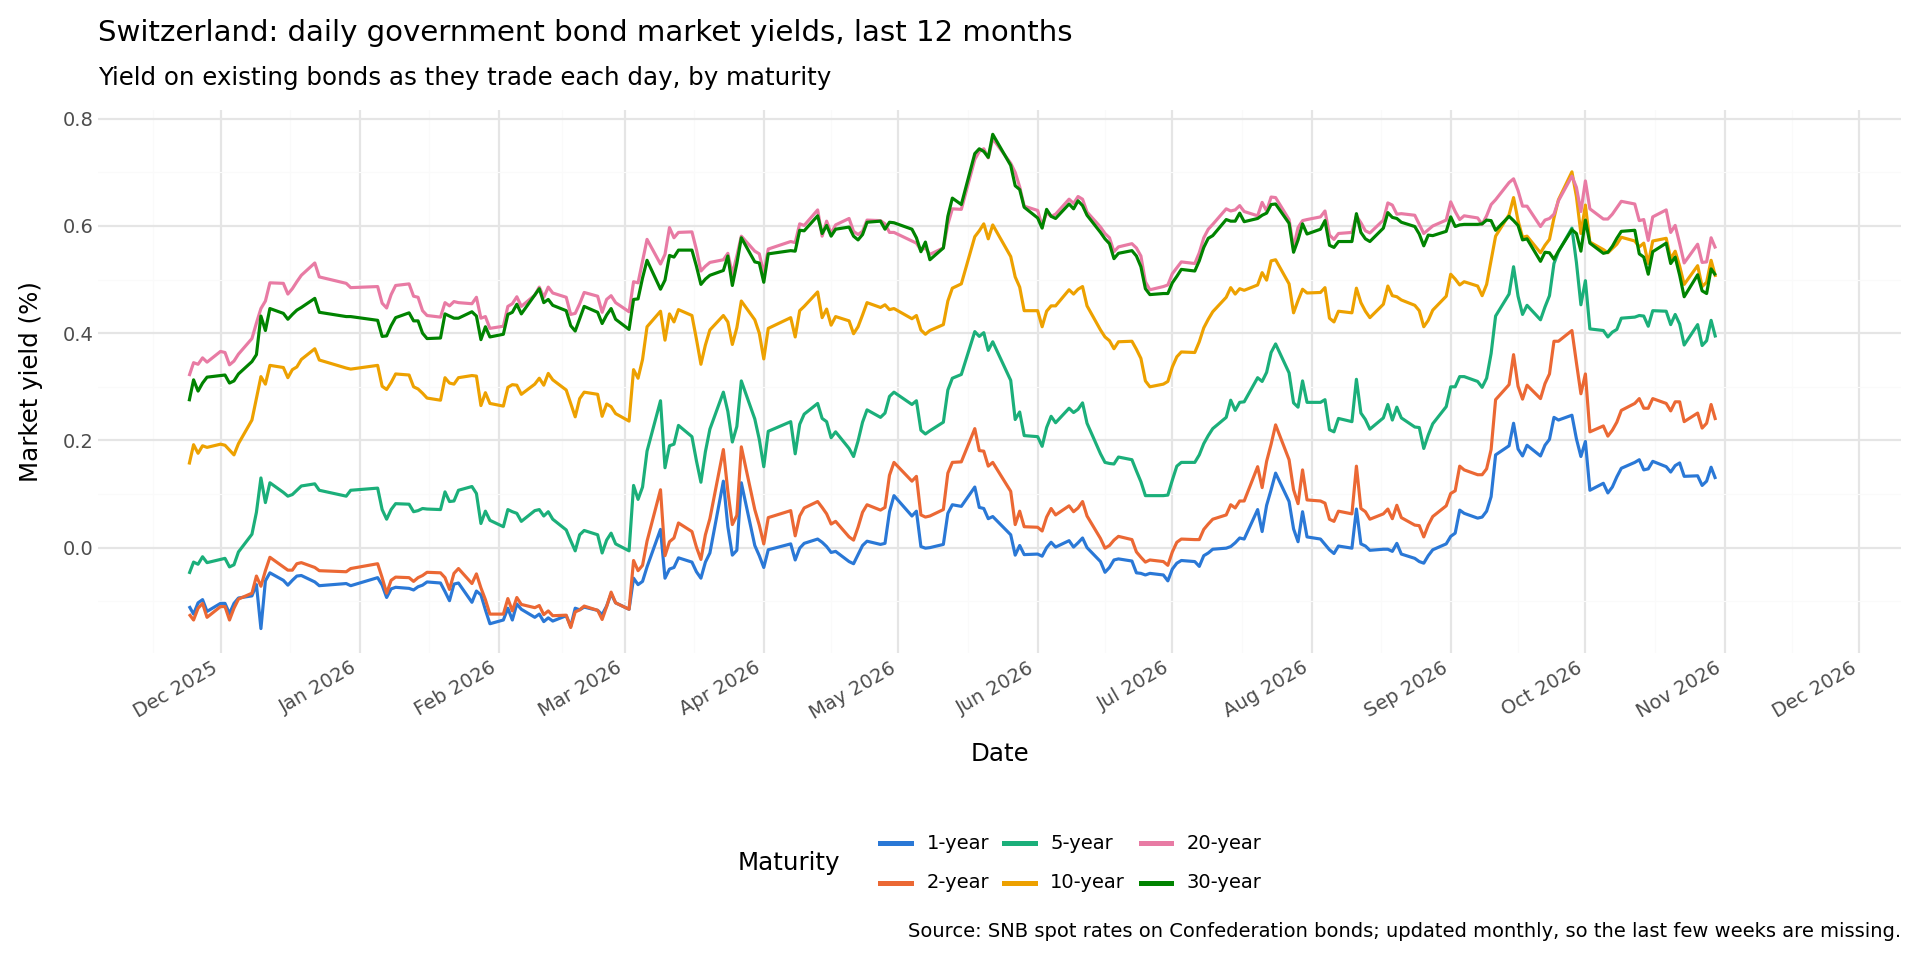 Switzerland: daily government bond market yields, last 12 months
Yield on existing bonds as they trade each day, by maturity
Market yield (%)
0.8
0.6
0.4
0.2
0.0
Dec 2025
Jan 2026
Feb 2026
Mar 2026
Apr 2026
May 2026
Jun 2026
Jul 2026
Aug 2026
Sep 2026
Oct 2026
Nov 2026
Dec 2026
Date
Maturity
1-year
5-year
20-year
2-year
10-year
30-year
Source: SNB spot rates on Confederation bonds; updated monthly, so the last few weeks are missing.